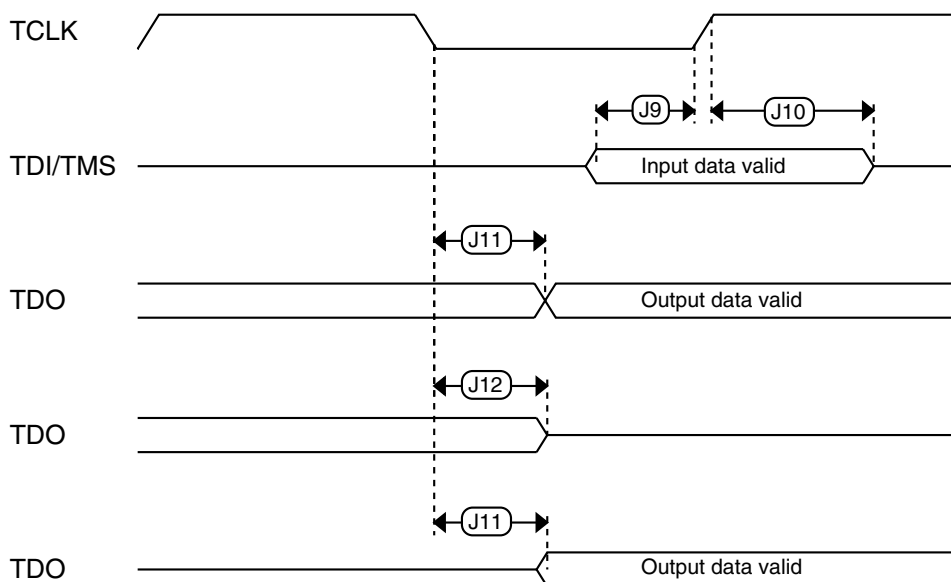 TCLK
J9
J10
TDI/TMS
Input data valid
J11
TDO
Output data valid
J12
TDO
J11
TDO
Output data valid